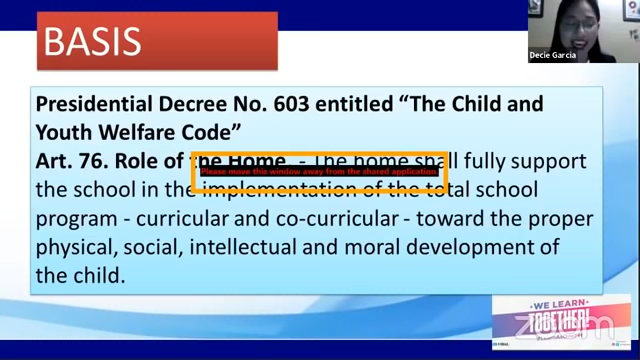 BASIS
Decie Garcia
Presidential Decree No. 603 entitled “The Child and
Youth Welfare Code”
Art. 76. Role of the Home. - The home shall fully support
Please move this window away from the shared application.
the school in the implementation of the total school
program - curricular and co-curricular - toward the proper
physical, social, intellectual and moral development of
the child.
WE LEARN
TOGETHER!
zoom